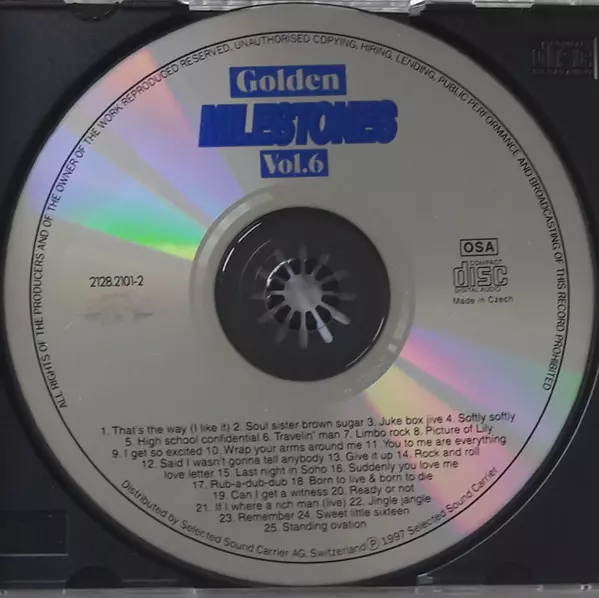 ALL RIGHTS OF THE PRODUCERS AND OF THE OWNER OF THE WORK REPRODUCED RESERVED, UNAUTHORISED COPYING, HIRING, LENDING, PUBLIC PERFORMANCE AND BROADCASTING OF THIS RECORD PROHIBITED
Golden
MILESTONES
Vol.6
2128.2101-2
OSA
COMPACT
disc
DIGITAL AUDIO
Made in Czech
1. That's the way (I like it) 2. Soul sister brown sugar 3. Juke box jive 4. Softly softly
5. High school confidential 6. Travelin' man 7. Limbo rock 8. Picture of Lily
9. I get so excited 10. Wrap your arms around me 11 You to me are everything
12. Said I wasn't gonna tell anybody 13. Give it up 14. Rock and roll
love letter 15. Last night in Soho 16. Suddenly you love me
17. Rub-a-dub-dub 18 Born to live & born to die
19. Can I get a witness 20. Ready or not
21. If I where a rich man (live) 22. Jingle jangle
23. Remember 24. Sweet little sixteen
25. Standing ovation
Distributed by Selected Sound Carrier AG, Switzerland Ⓟ 1997 Selected Sound Carrier